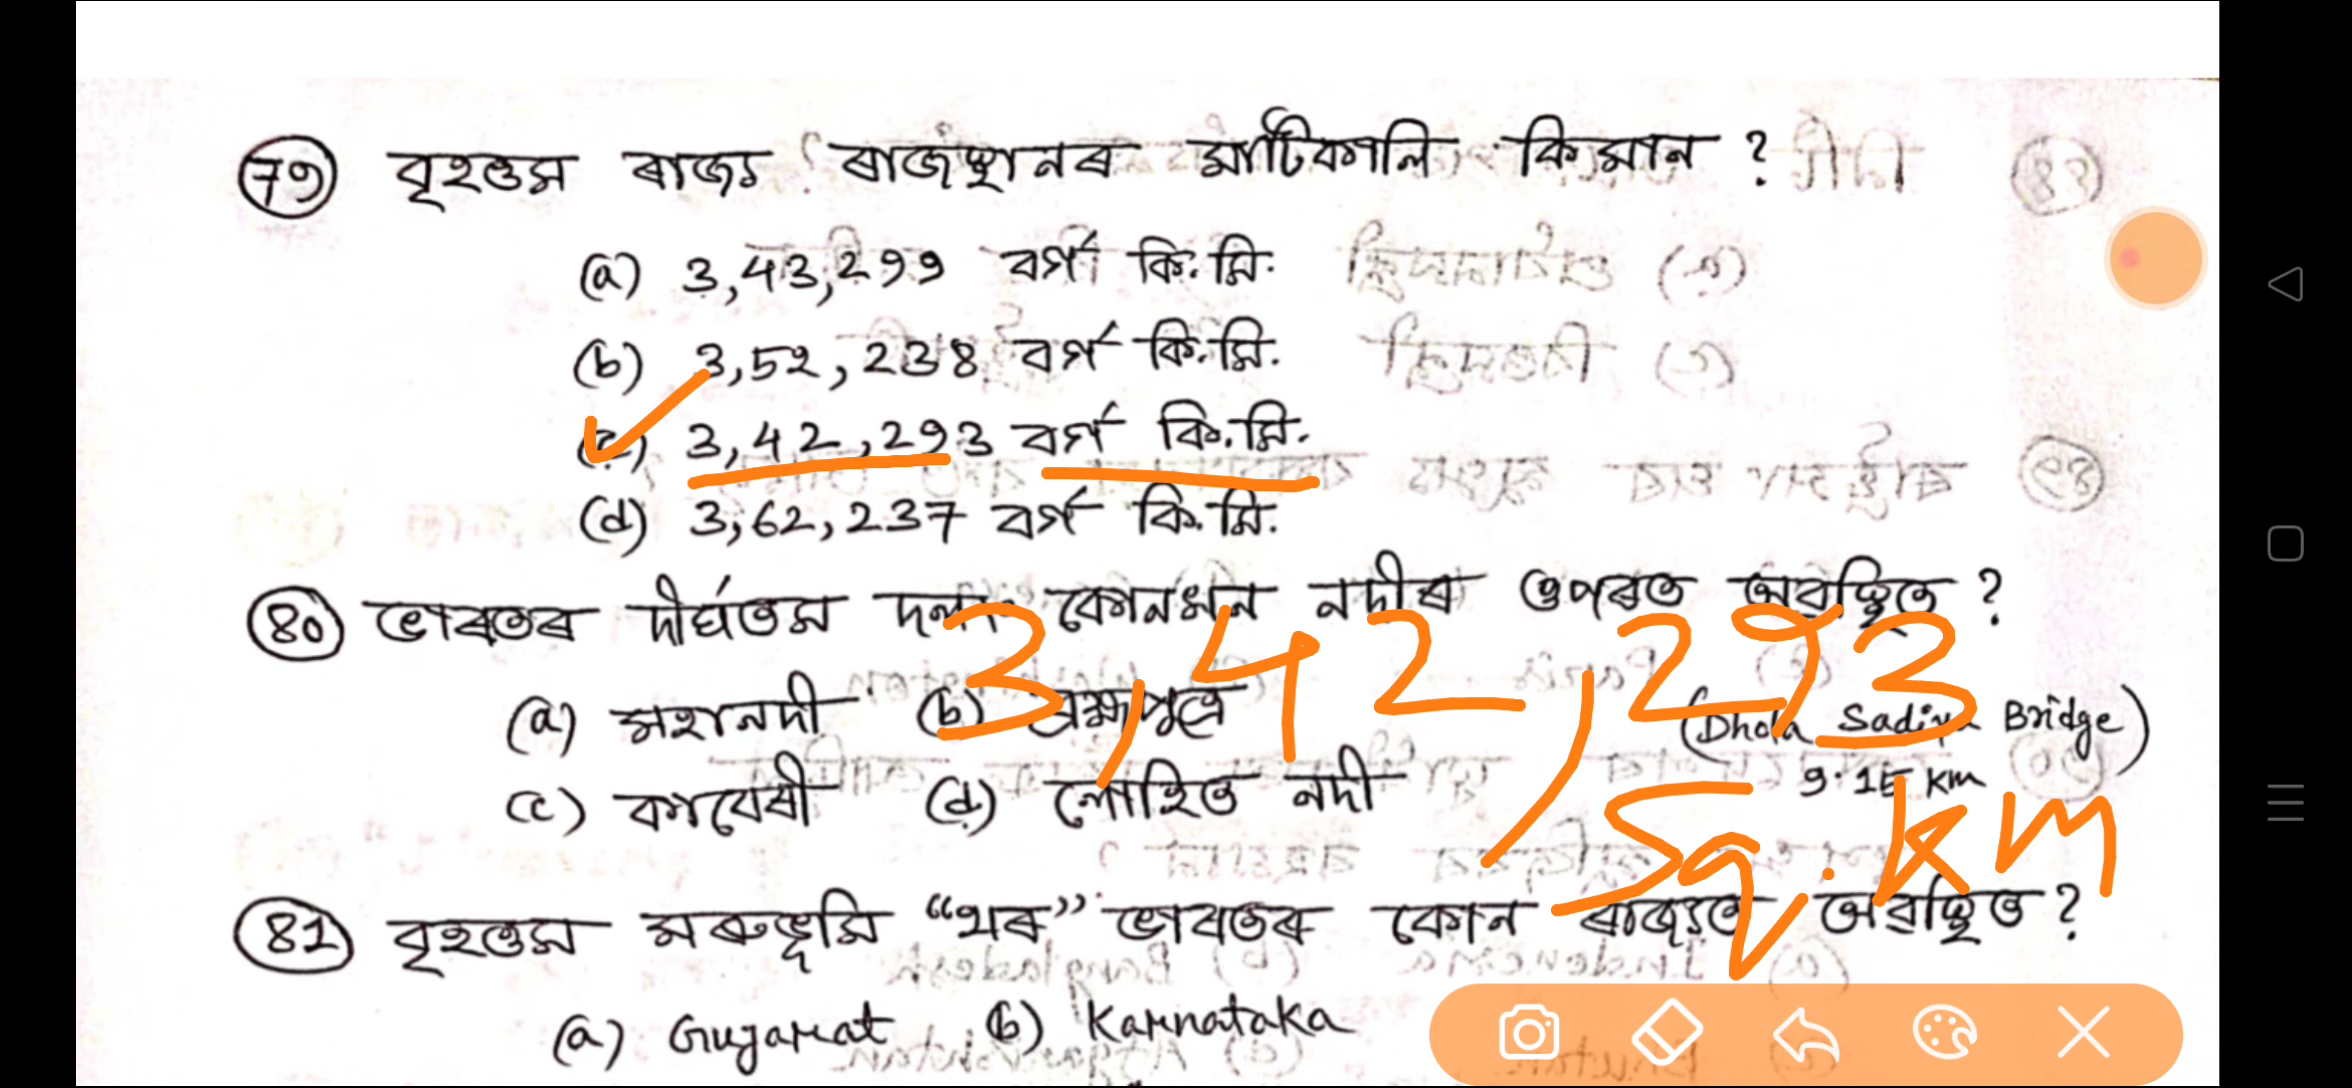 79 বৃহত্তম ৰাজ্য ৰাজস্থানৰ মাটিকালি কিমান ?
(a) 3,43,299 বৰ্গ কি.মি.
(b) 3,52,238 বৰ্গ কি.মি.
(c) 3,42,293 বৰ্গ কি.মি.
(d) 3,62,237 বৰ্গ কি.মি.
80 ভাৰতৰ দীৰ্ঘতম দলং কোনখন নদীৰ ওপৰত অৱস্থিত ?
3,42,293
(a) মহানদী (b) ব্ৰহ্মপুত্ৰ (Dhola Sadiya Bridge)
9.15 km
(c) কাবেৰী (d) লোহিত নদী
Sq. km
81 বৃহত্তম মৰুভূমি “থৰ” ভাৰতৰ কোন ৰাজ্যত অৱস্থিত ?
(a) Gujarat (b) Karnataka